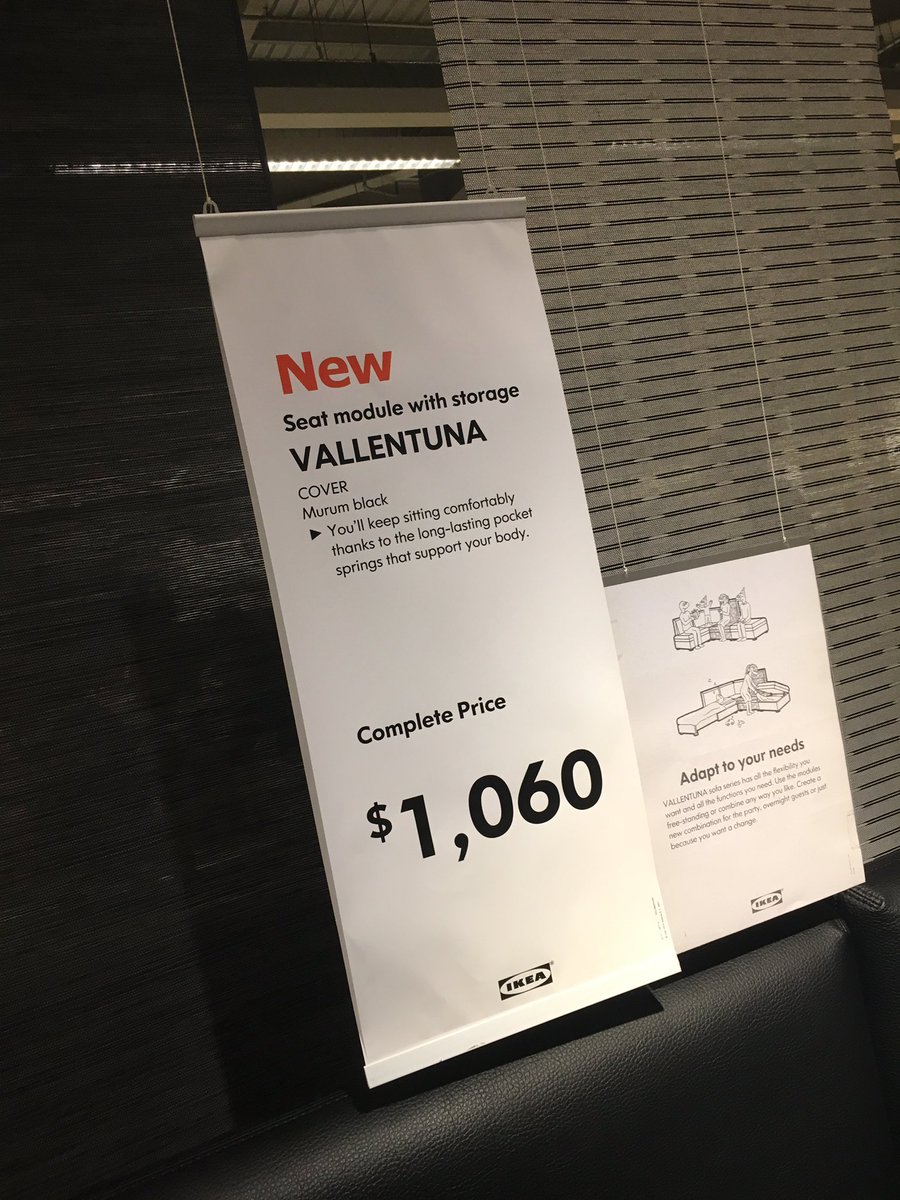 New
Seat module with storage
VALLENTUNA
COVER
Murum black
► You'll keep sitting comfortably
thanks to the long-lasting pocket
springs that support your body.
Complete Price
$1,060
IKEA®
Adapt to your needs
VALLENTUNA sofa series has all the flexibility you
want and all the functions you need. Use the modules
free-standing or combine any way you like. Create a
new combination for the party, overnight guests or just
because you want a change.
IKEA